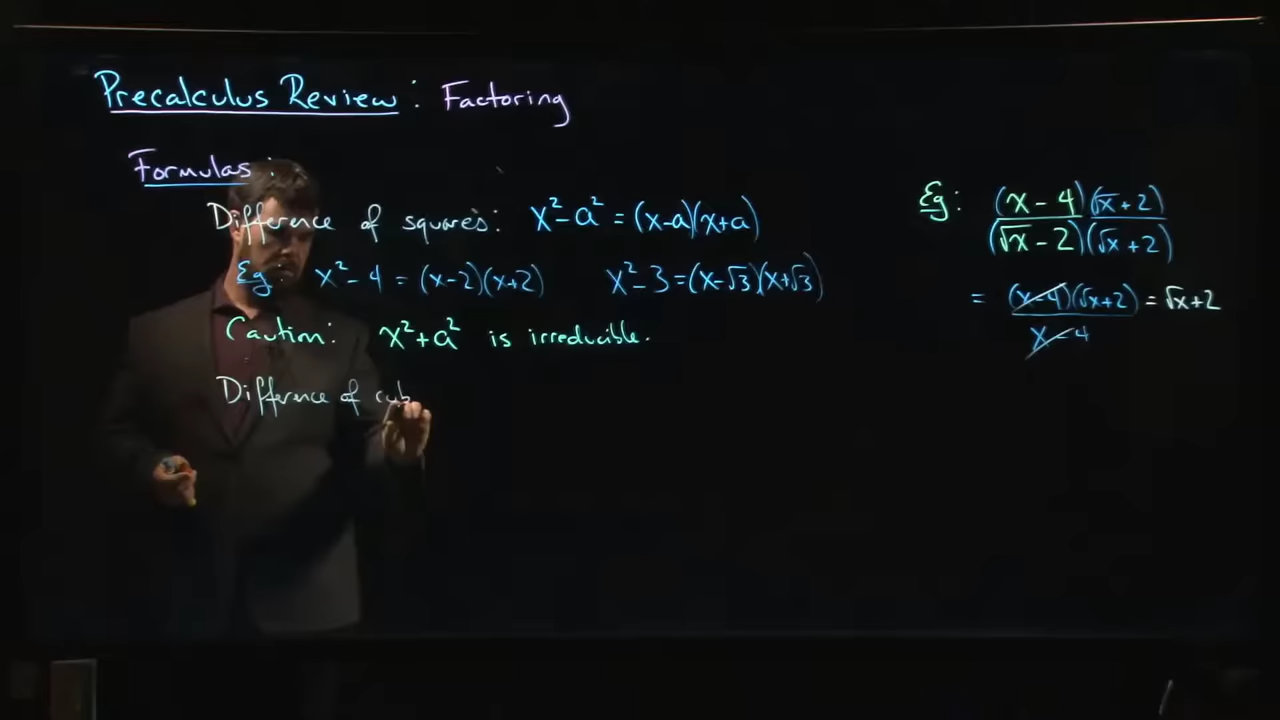 Precalculus Review: Factoring
Formulas:
Difference of squares: x²-a² = (x-a)(x+a)
Eg: x²-4 = (x-2)(x+2) x²-3=(x-√3)(x+√3)
Caution: x²+a² is irreducible.
Difference of cub
Eg: (x-4)(√x+2)
(√x-2)(√x+2)
= (x-4)(√x+2) = √x+2
x-4